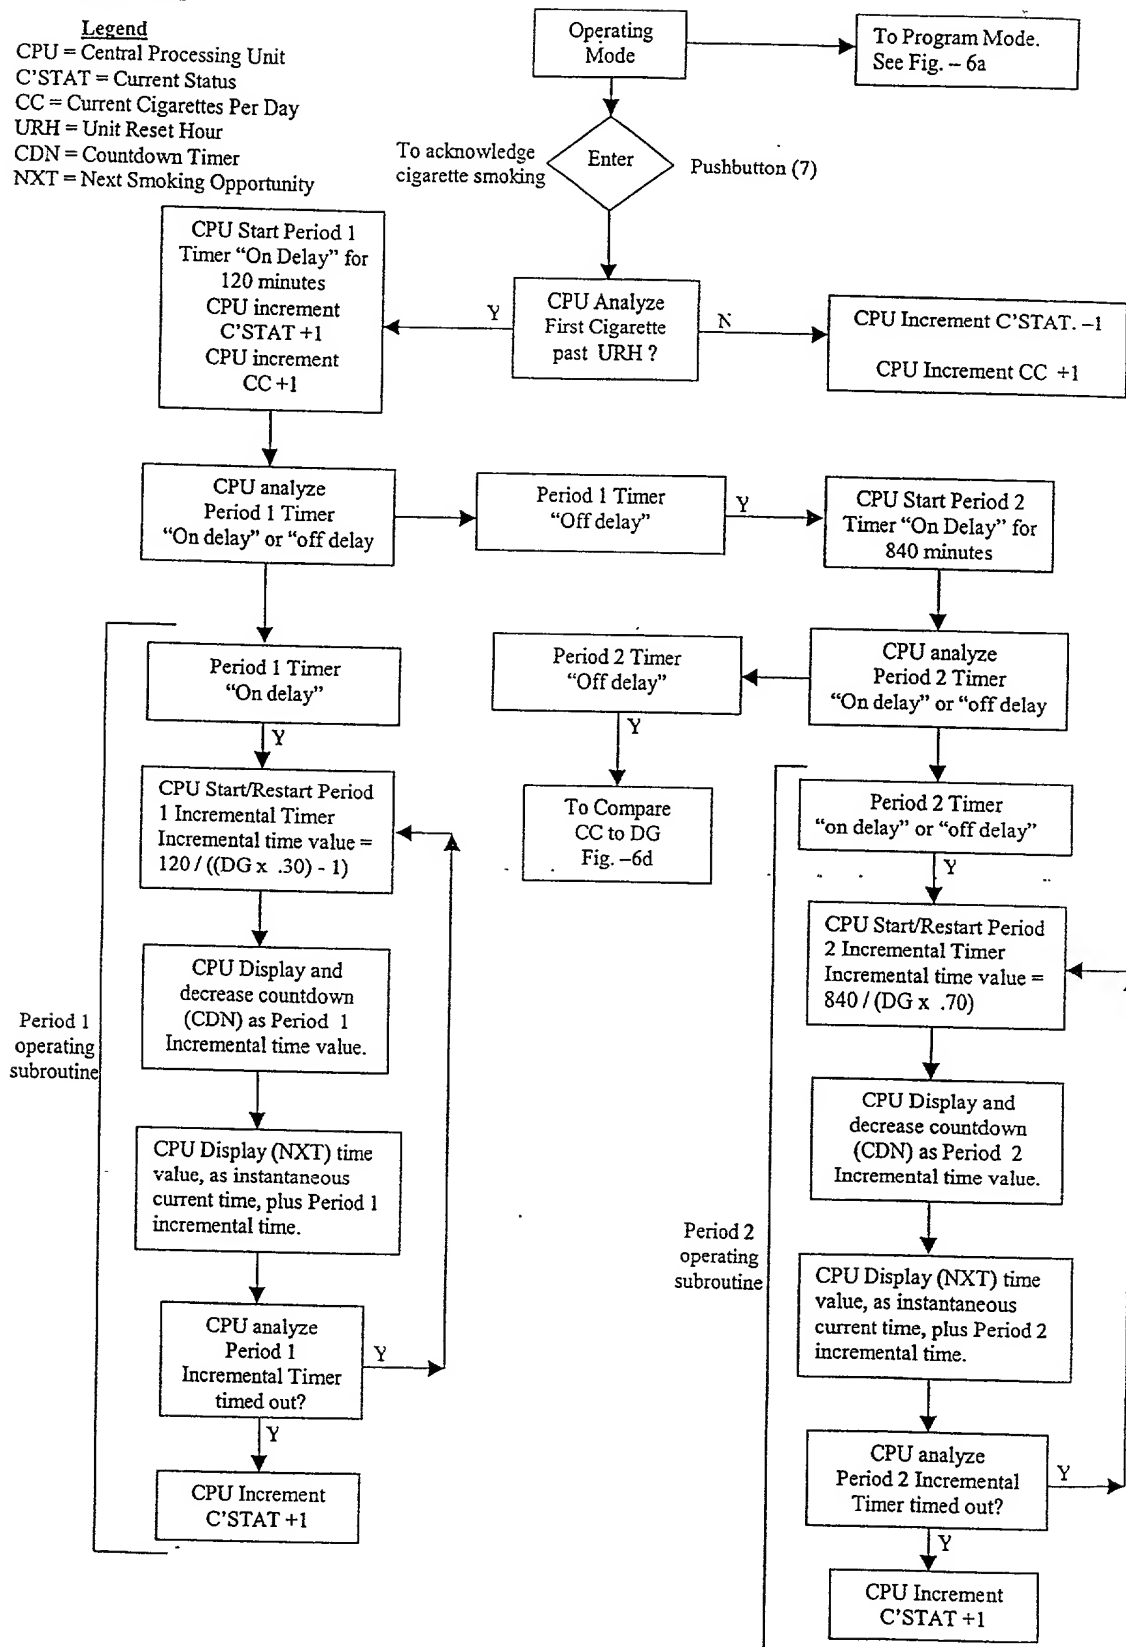 Legend
CPU = Central Processing Unit
C'STAT = Current Status
CC = Current Cigarettes Per Day
URH = Unit Reset Hour
CDN = Countdown Timer
NXT = Next Smoking Opportunity
Operating
Mode
To Program Mode.
See Fig. – 6a
To acknowledge
cigarette smoking
Enter
Pushbutton (7)
CPU Start Period 1
Timer “On Delay” for
120 minutes
CPU increment
C'STAT +1
CPU increment
CC +1
Y
CPU Analyze
First Cigarette
past URH ?
N
CPU Increment C'STAT. –1
CPU Increment CC +1
CPU analyze
Period 1 Timer
“On delay” or “off delay
Period 1 Timer
“Off delay”
Y
CPU Start Period 2
Timer “On Delay” for
840 minutes
Period 1 Timer
“On delay”
Y
Period 2 Timer
“Off delay”
Y
CPU analyze
Period 2 Timer
“On delay” or “off delay
CPU Start/Restart Period
1 Incremental Timer
Incremental time value =
120 / ((DG x .30) - 1)
To Compare
CC to DG
Fig. –6d
Period 2 Timer
“on delay” or “off delay”
Y
CPU Start/Restart Period
2 Incremental Timer
Incremental time value =
840 / (DG x .70)
Period 1
operating
subroutine
CPU Display and
decrease countdown
(CDN) as Period 1
Incremental time value.
CPU Display and
decrease countdown
(CDN) as Period 2
Incremental time value.
CPU Display (NXT) time
value, as instantaneous
current time, plus Period 1
incremental time.
Period 2
operating
subroutine
CPU Display (NXT) time
value, as instantaneous
current time, plus Period 2
incremental time.
CPU analyze
Period 1
Incremental Timer
timed out?
Y
Y
CPU Increment
C'STAT +1
CPU analyze
Period 2 Incremental
Timer timed out?
Y
Y
CPU Increment
C'STAT +1